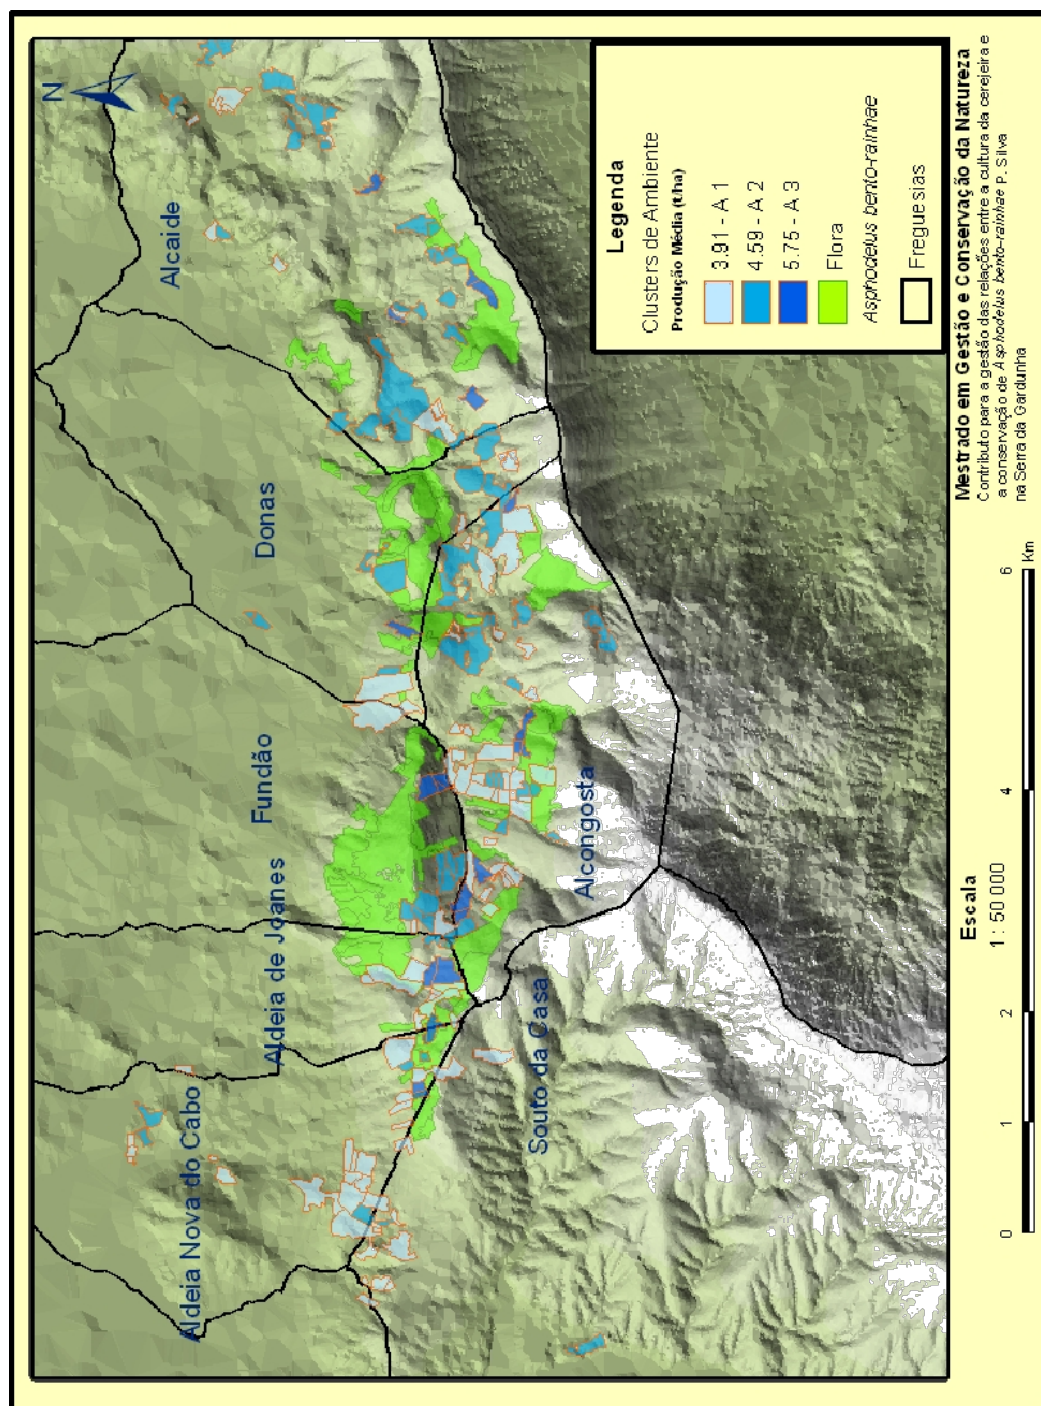 N
Alcaide
Donas
Fundão
Aldeia de Joanes
Aldeia Nova do Cabo
Alcongosta
Souto da Casa
Legenda
Clusters de Ambiente
Produção Média (t/ha)
3.91 - A 1
4.59 - A 2
5.75 - A 3
Flora
Asphodelus bento-rainhae
Freguesias
Escala
1 : 50 000
0 1 2 4 6
Km
Mestrado em Gestão e Conservação da Natureza
Contributo para a gestão das relações entre a cultura da cerejeira e
a conservação de Asphodelus bento-rainhae P. Silva
na Serra da Gardunha